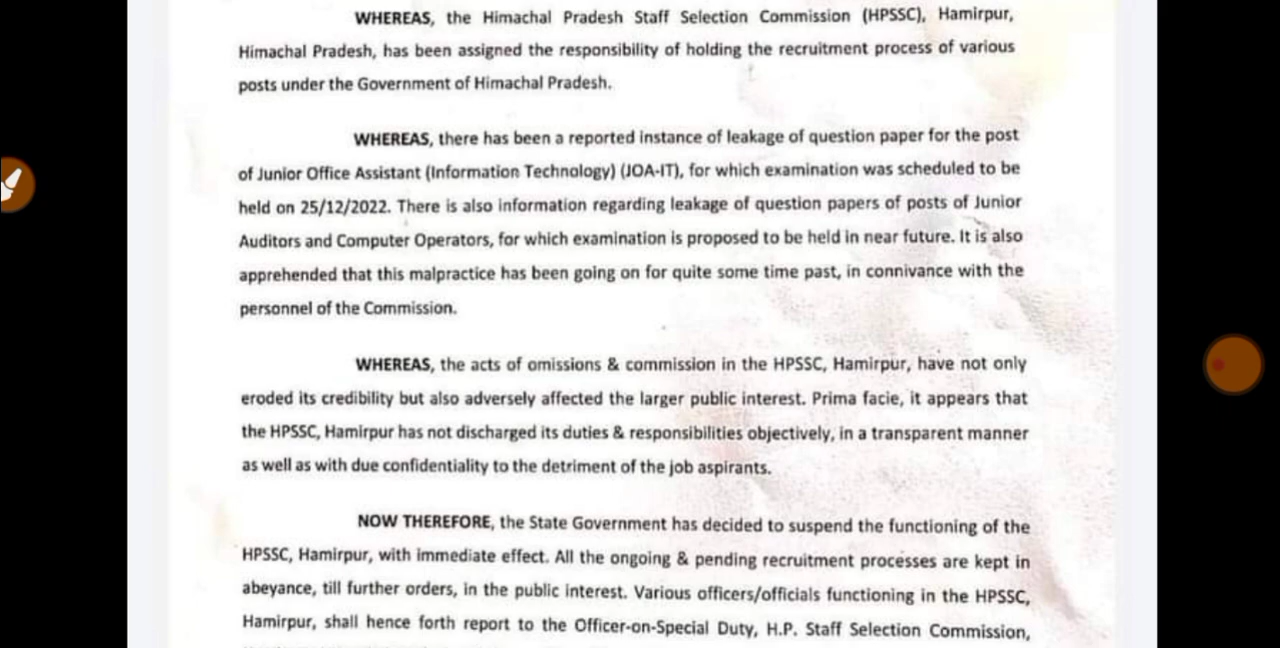 WHEREAS, the Himachal Pradesh Staff Selection Commission (HPSSC), Hamirpur,
Himachal Pradesh, has been assigned the responsibility of holding the recruitment process of various
posts under the Government of Himachal Pradesh.
WHEREAS, there has been a reported instance of leakage of question paper for the post
of Junior Office Assistant (Information Technology) (JOA-IT), for which examination was scheduled to be
held on 25/12/2022. There is also information regarding leakage of question papers of posts of Junior
Auditors and Computer Operators, for which examination is proposed to be held in near future. It is also
apprehended that this malpractice has been going on for quite some time past, in connivance with the
personnel of the Commission.
WHEREAS, the acts of omissions & commission in the HPSSC, Hamirpur, have not only
eroded its credibility but also adversely affected the larger public interest. Prima facie, it appears that
the HPSSC, Hamirpur has not discharged its duties & responsibilities objectively, in a transparent manner
as well as with due confidentiality to the detriment of the job aspirants.
NOW THEREFORE, the State Government has decided to suspend the functioning of the
HPSSC, Hamirpur, with immediate effect. All the ongoing & pending recruitment processes are kept in
abeyance, till further orders, in the public interest. Various officers/officials functioning in the HPSSC,
Hamirpur, shall hence forth report to the Officer-on-Special Duty, H.P. Staff Selection Commission,